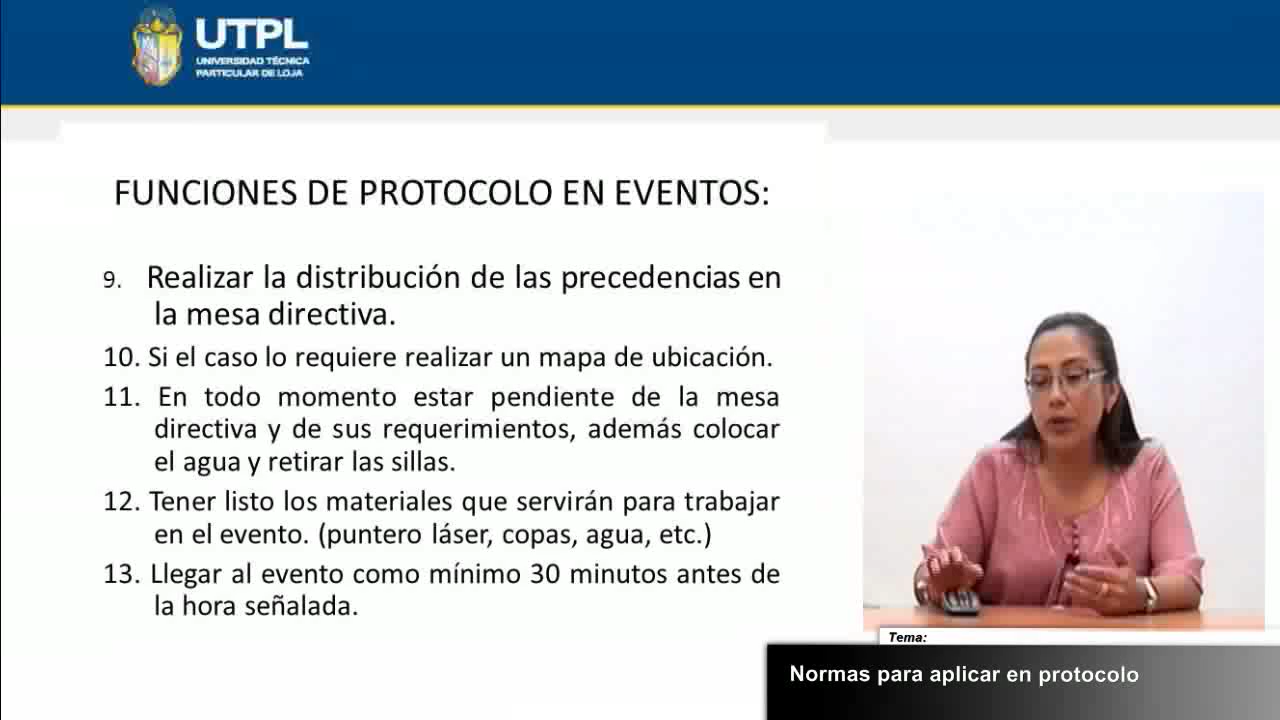 UTPL
UNIVERSIDAD TÉCNICA
PARTICULAR DE LOJA
FUNCIONES DE PROTOCOLO EN EVENTOS:
9. Realizar la distribución de las precedencias en
la mesa directiva.
10. Si el caso lo requiere realizar un mapa de ubicación.
11. En todo momento estar pendiente de la mesa
directiva y de sus requerimientos, además colocar
el agua y retirar las sillas.
12. Tener listo los materiales que servirán para trabajar
en el evento. (puntero láser, copas, agua, etc.)
13. Llegar al evento como mínimo 30 minutos antes de
la hora señalada.
Tema:
Normas para aplicar en protocolo